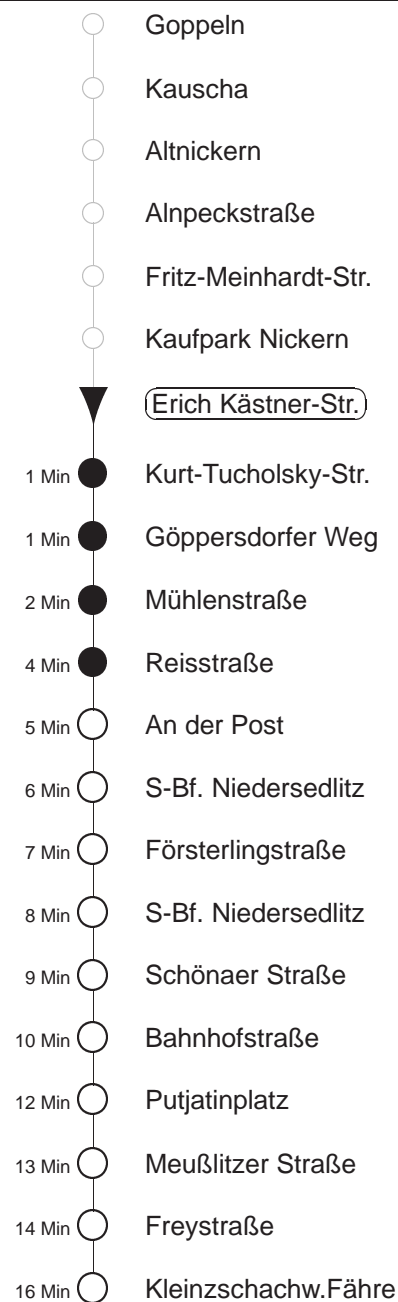 Goppeln
Kauscha
Altnickern
Alnpeckstraße
Fritz-Meinhardt-Str.
Kaufpark Nickern
Erich Kästner-Str.
1 Min Kurt-Tucholsky-Str.
1 Min Göppersdorfer Weg
2 Min Mühlenstraße
4 Min Reisstraße
5 Min An der Post
6 Min S-Bf. Niedersedlitz
7 Min Försterlingstraße
8 Min S-Bf. Niedersedlitz
9 Min Schönaer Straße
10 Min Bahnhofstraße
12 Min Putjatinplatz
13 Min Meußlitzer Straße
14 Min Freystraße
16 Min Kleinzschachw.Fähre